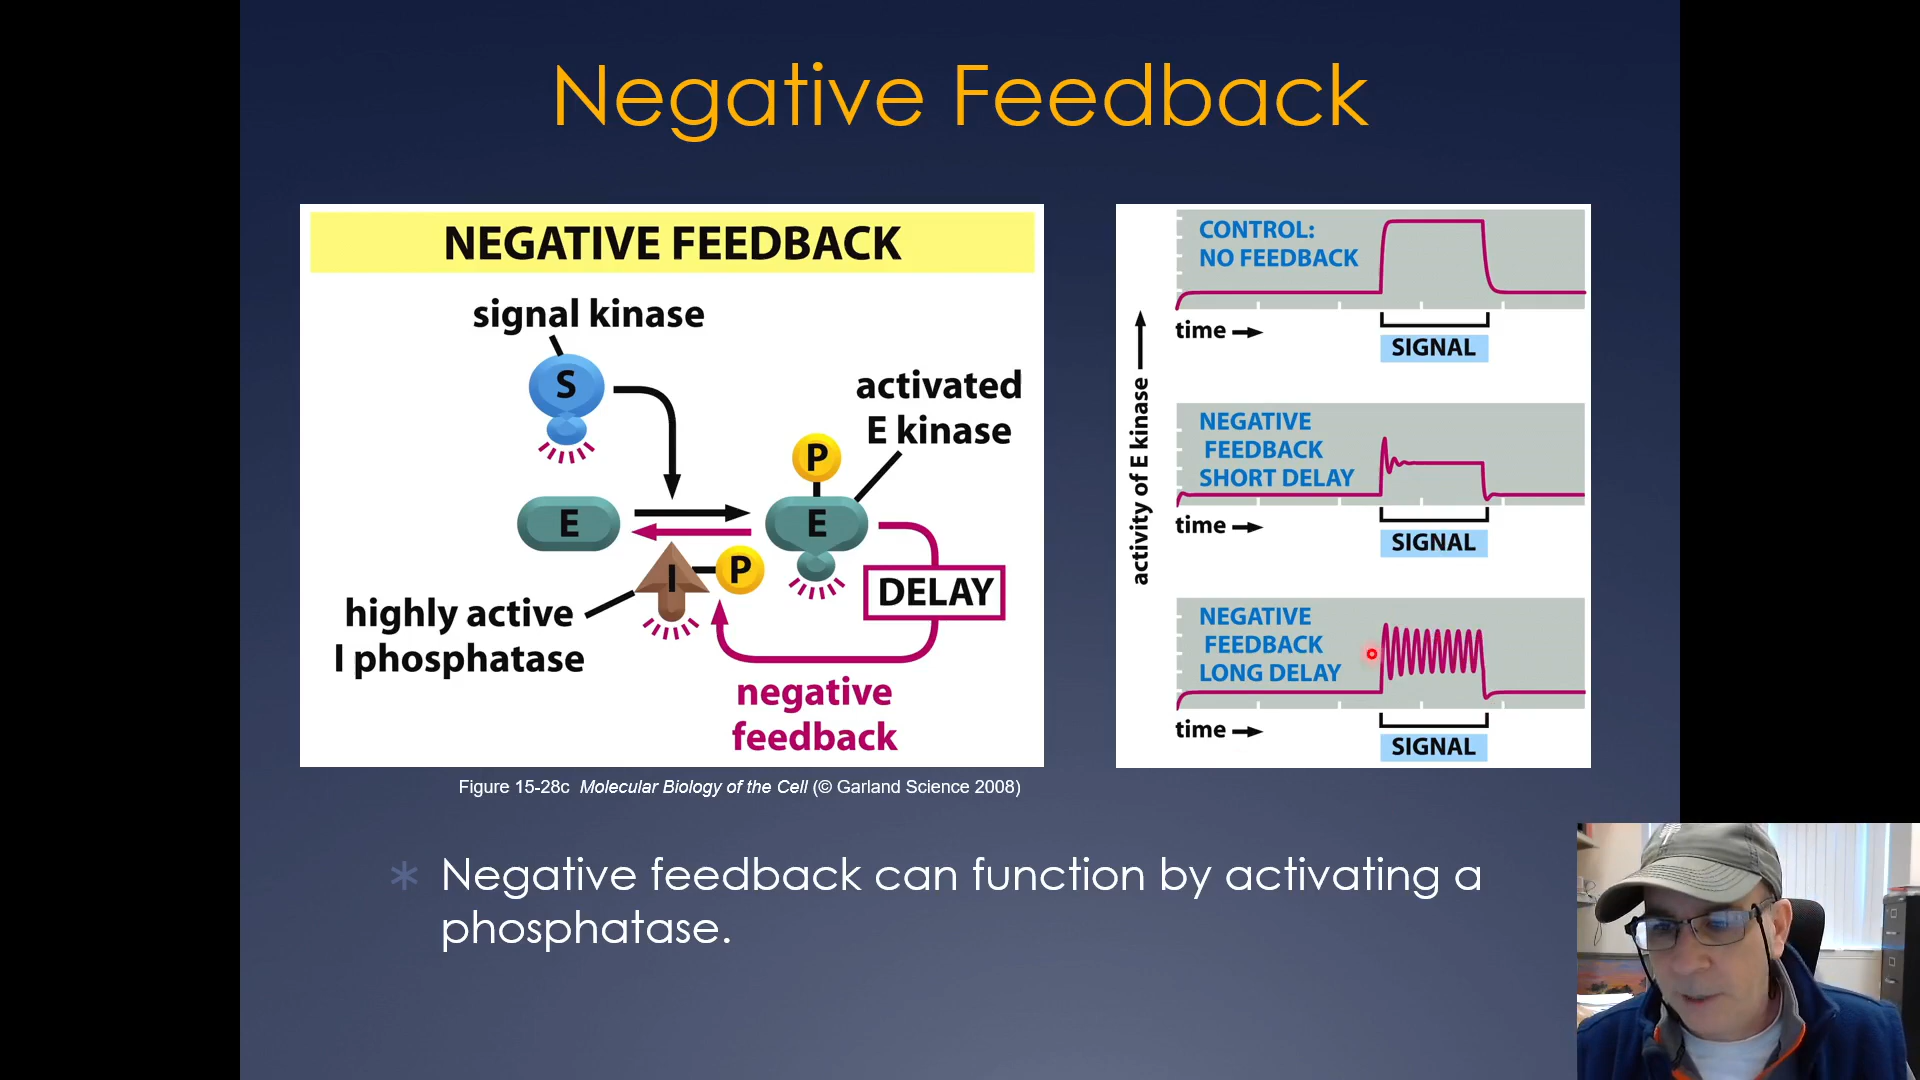 Negative Feedback
NEGATIVE FEEDBACK
signal kinase
S
activated
E kinase
P
E
E
I
P
DELAY
highly active
I phosphatase
negative
feedback
Figure 15-28c Molecular Biology of the Cell (© Garland Science 2008)
activity of E kinase
CONTROL:
NO FEEDBACK
time
SIGNAL
NEGATIVE
FEEDBACK
SHORT DELAY
time
SIGNAL
NEGATIVE
FEEDBACK
LONG DELAY
time
SIGNAL
Negative feedback can function by activating a
phosphatase.